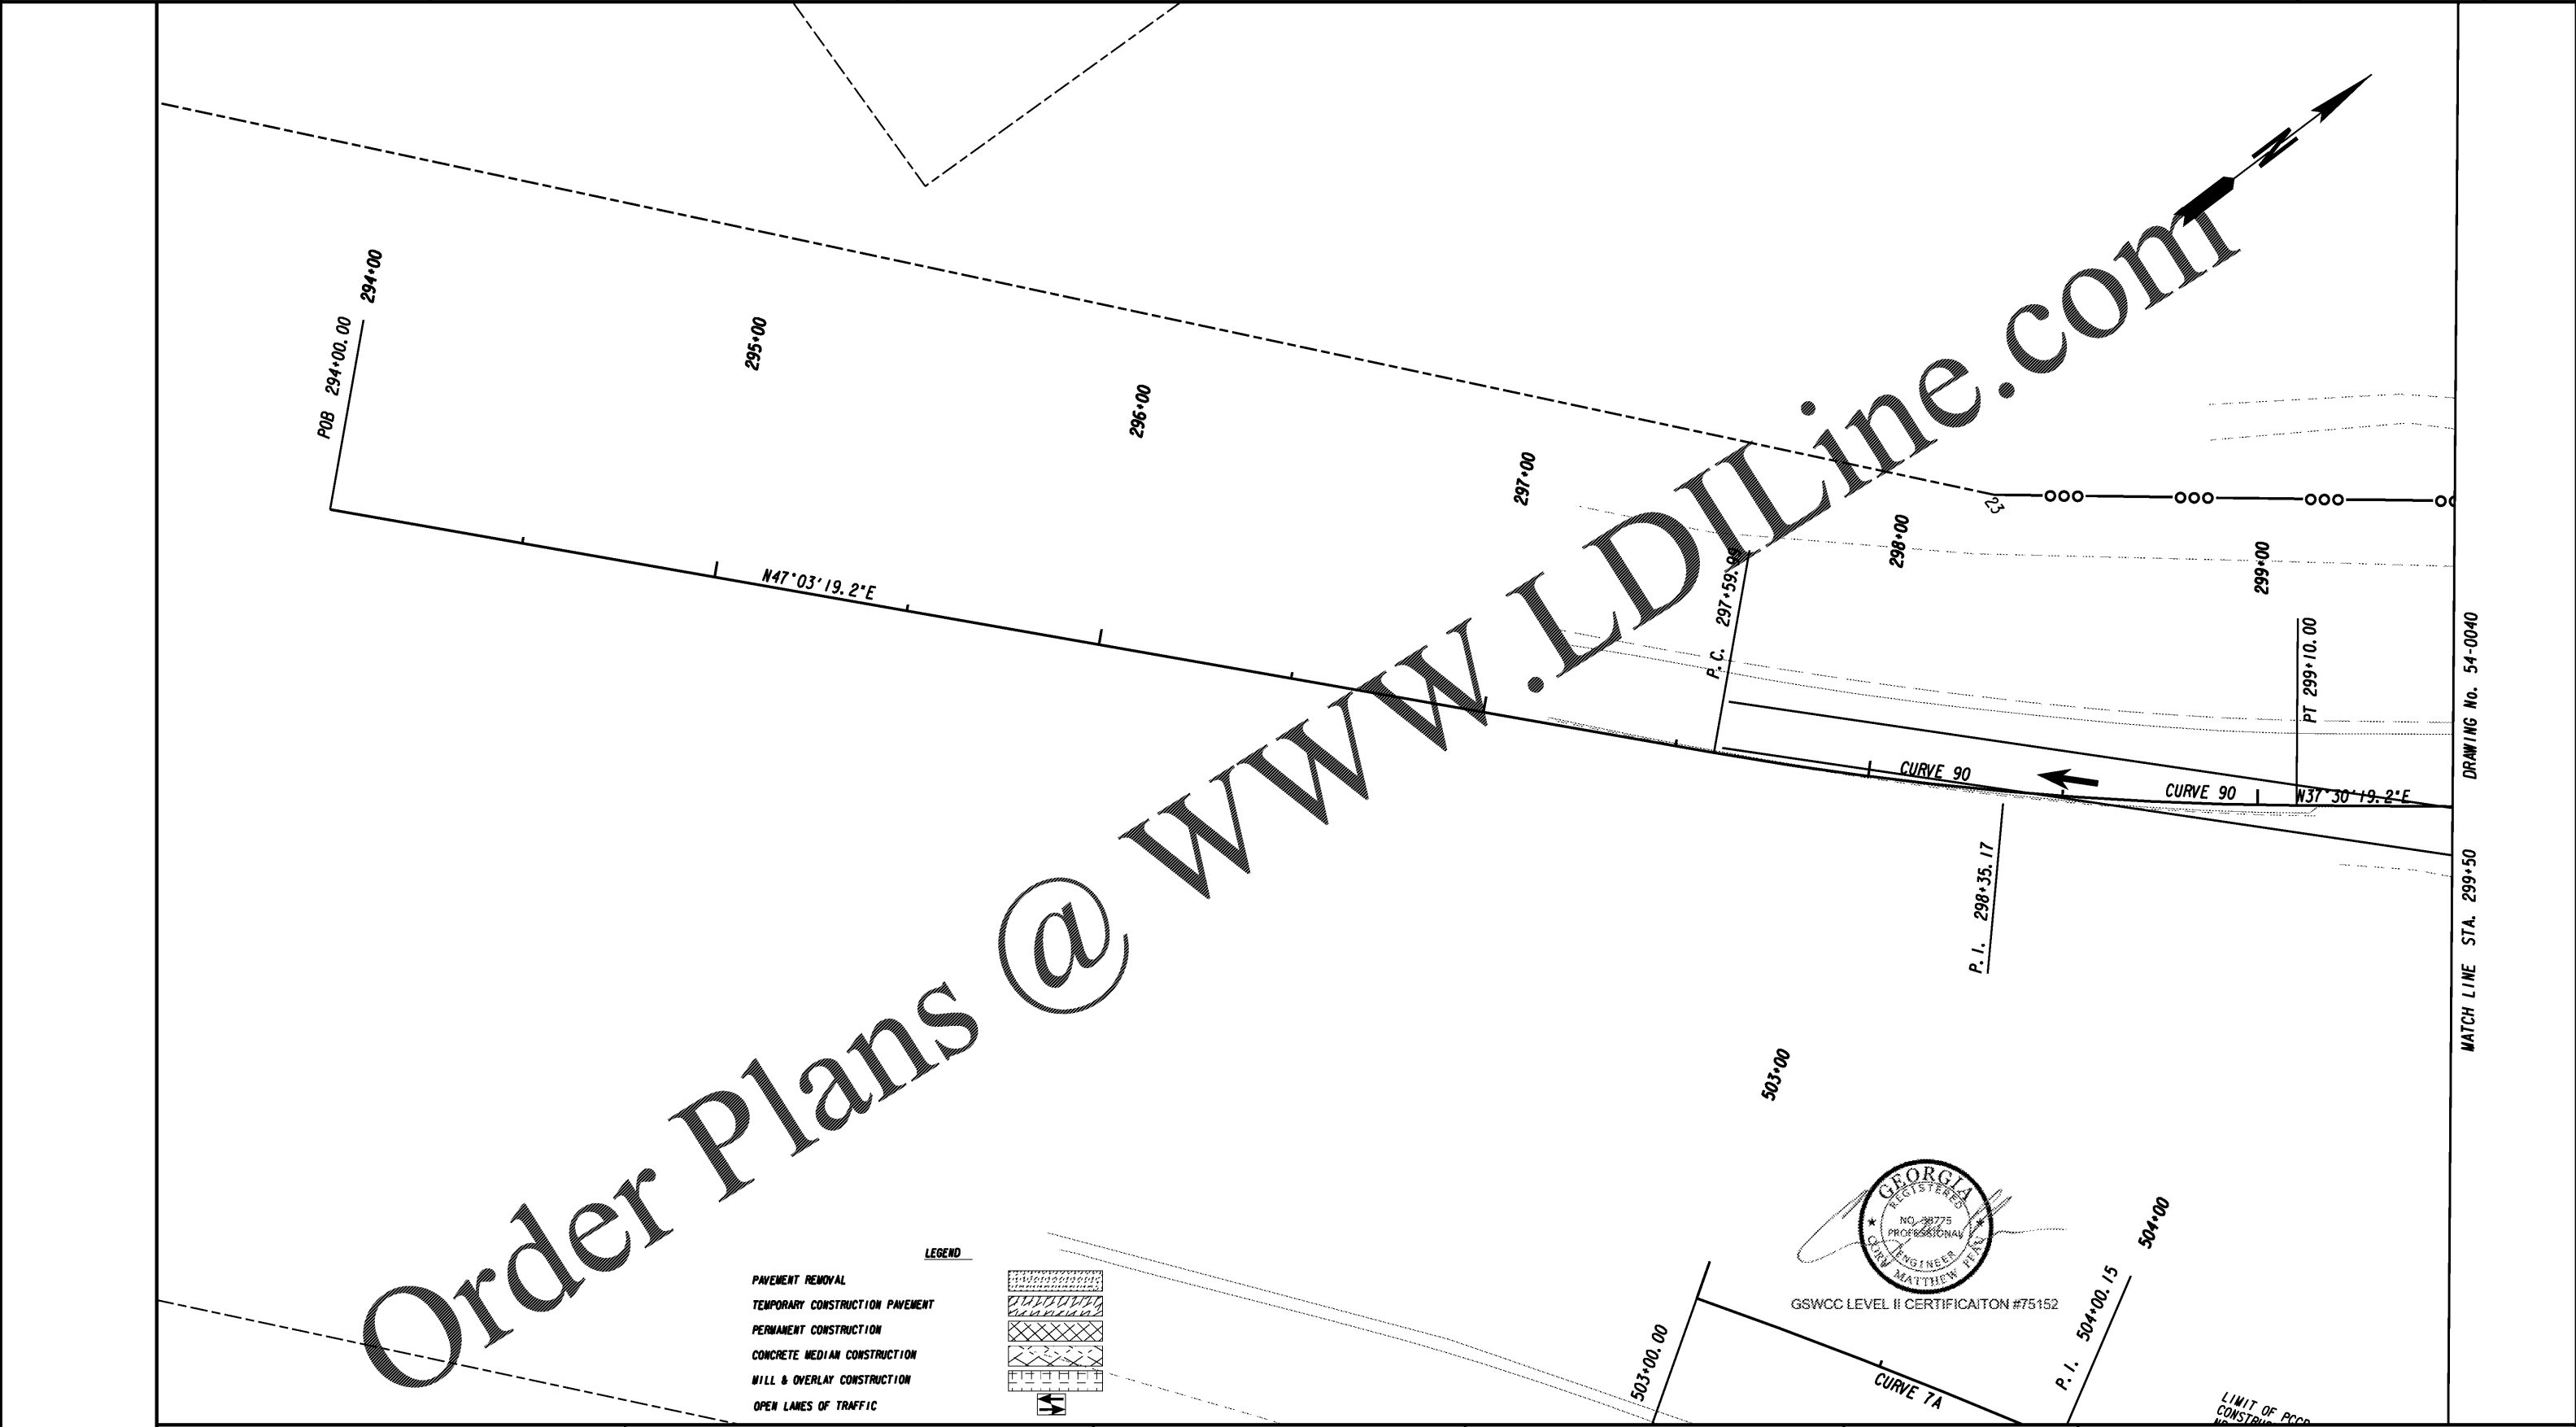 294+00
POB 294+00.00
295+00
296+00
297+00
N47°03'19.2"E
23
298+00
299+00
P.C. 297+59.99
PT 299+10.00
CURVE 90
CURVE 90
N37°30'19.2"E
P.I. 298+35.17
N
DRAWING No. 54-0040
MATCH LINE STA. 299+50
Order Plans @ WWW.LDILine.com
503+00
GEORGIA
REGISTERED
PROFESSIONAL
ENGINEER
MATTHEW
GSWCC LEVEL II CERTIFICAITON #75152
504+00
P.I. 504+00.15
503+00.00
CURVE 7A
LIMIT OF
LEGEND
PAVEMENT REMOVAL
TEMPORARY CONSTRUCTION PAVEMENT
PERMANENT CONSTRUCTION
CONCRETE MEDIAN CONSTRUCTION
MILL & OVERLAY CONSTRUCTION
OPEN LANES OF TRAFFIC